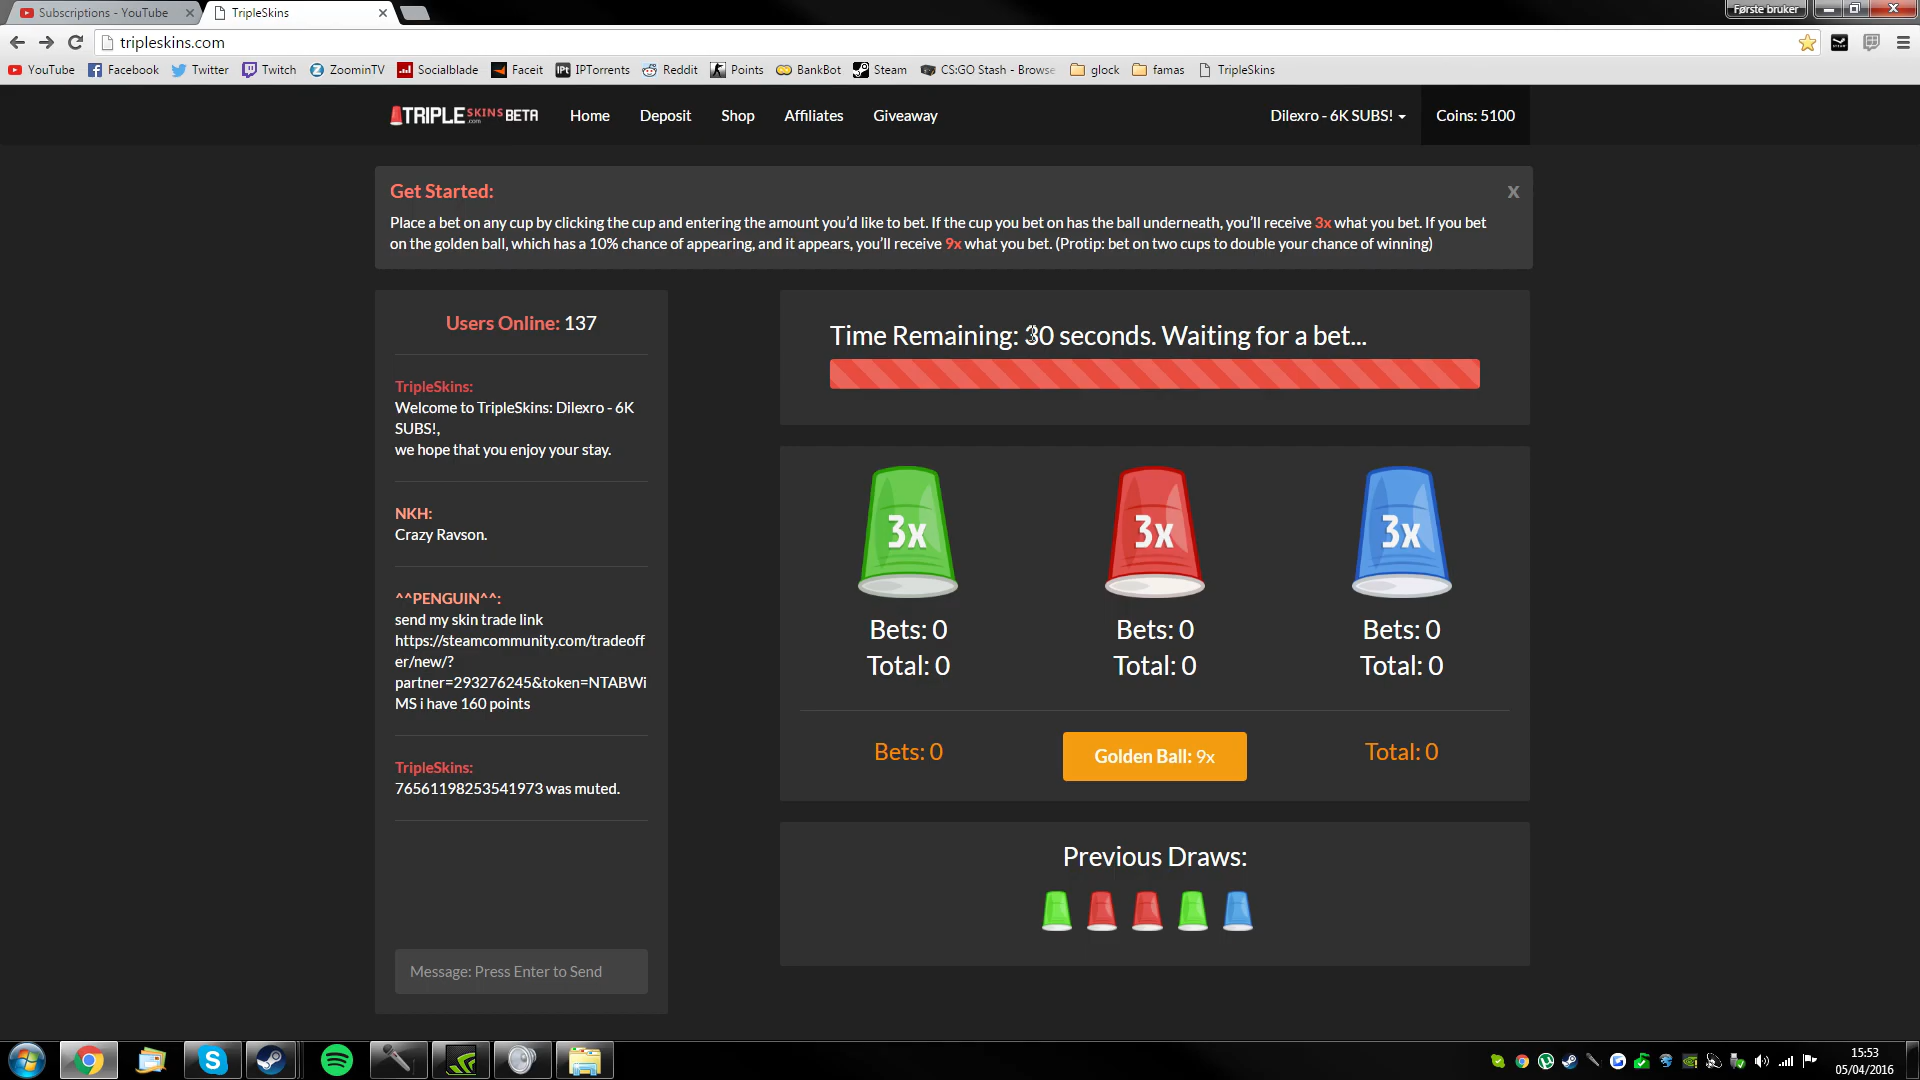 Subscriptions - YouTube
TripleSkins
Første bruker
tripleskins.com
YouTube
Facebook
Twitter
Twitch
ZoominTV
Socialblade
Faceit
IPTorrents
Reddit
Points
BankBot
Steam
CS:GO Stash - Browse
glock
famas
TripleSkins
TRIPLE SKINS .com BETA
Home
Deposit
Shop
Affiliates
Giveaway
Dilexro - 6K SUBS!
Coins: 5100
Get Started:
x
Place a bet on any cup by clicking the cup and entering the amount you'd like to bet. If the cup you bet on has the ball underneath, you'll receive 3x what you bet. If you bet
on the golden ball, which has a 10% chance of appearing, and it appears, you'll receive 9x what you bet. (Protip: bet on two cups to double your chance of winning)
Users Online: 137
TripleSkins:
Welcome to TripleSkins: Dilexro - 6K
SUBS!,
we hope that you enjoy your stay.
NKH:
Crazy Ravson.
^^PENGUIN^^:
send my skin trade link
https://steamcommunity.com/tradeoff
er/new/?
partner=293276245&token=NTABWi
MS i have 160 points
TripleSkins:
76561198253541973 was muted.
Message: Press Enter to Send
Time Remaining: 30 seconds. Waiting for a bet...
3x
3x
3x
Bets: 0
Bets: 0
Bets: 0
Total: 0
Total: 0
Total: 0
Bets: 0
Golden Ball: 9x
Total: 0
Previous Draws:
15:53
05/04/2016